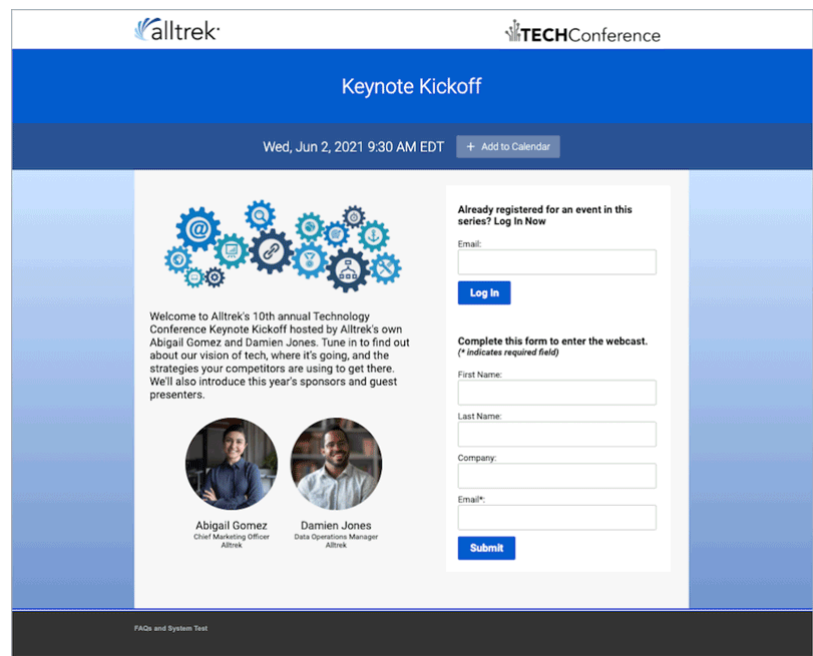 alltrek
TECHConference
Keynote Kickoff
Wed, Jun 2, 2021 9:30 AM EDT
+ Add to Calendar
@
Welcome to Alltrek's 10th annual Technology
Conference Keynote Kickoff hosted by Alltrek's own
Abigail Gomez and Damien Jones. Tune in to find out
about our vision of tech, where it's going, and the
strategies your competitors are using to get there.
We'll also introduce this year's sponsors and guest
presenters.
Abigail Gomez
Chief Marketing Officer
Alltrek
Damien Jones
Data Operations Manager
Alltrek
Already registered for an event in this
series? Log In Now
Email:
Log In
Complete this form to enter the webcast.
(* indicates required field)
First Name:
Last Name:
Company:
Email*:
Submit
FAQs and System Test